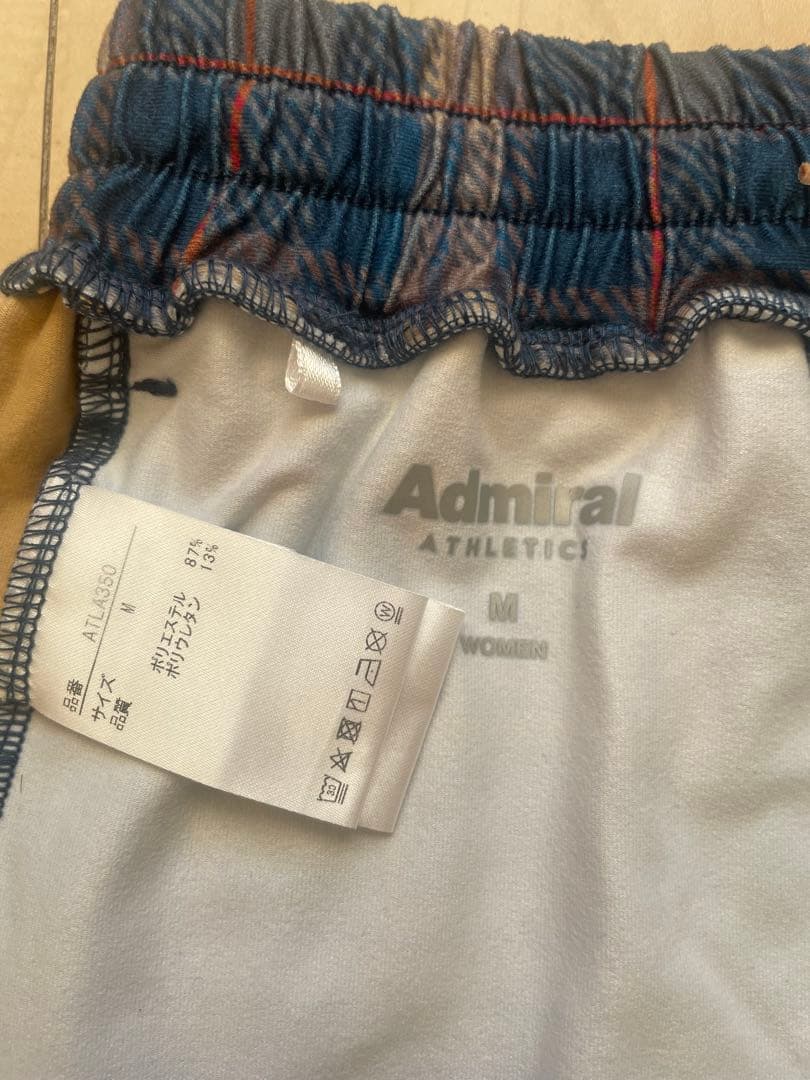 Admiral
ATHLETICS
M
WOMEN
品番 ATLA350
サイズ M
品質 ポリエステル 87%
ポリウレタン 13%
30
W